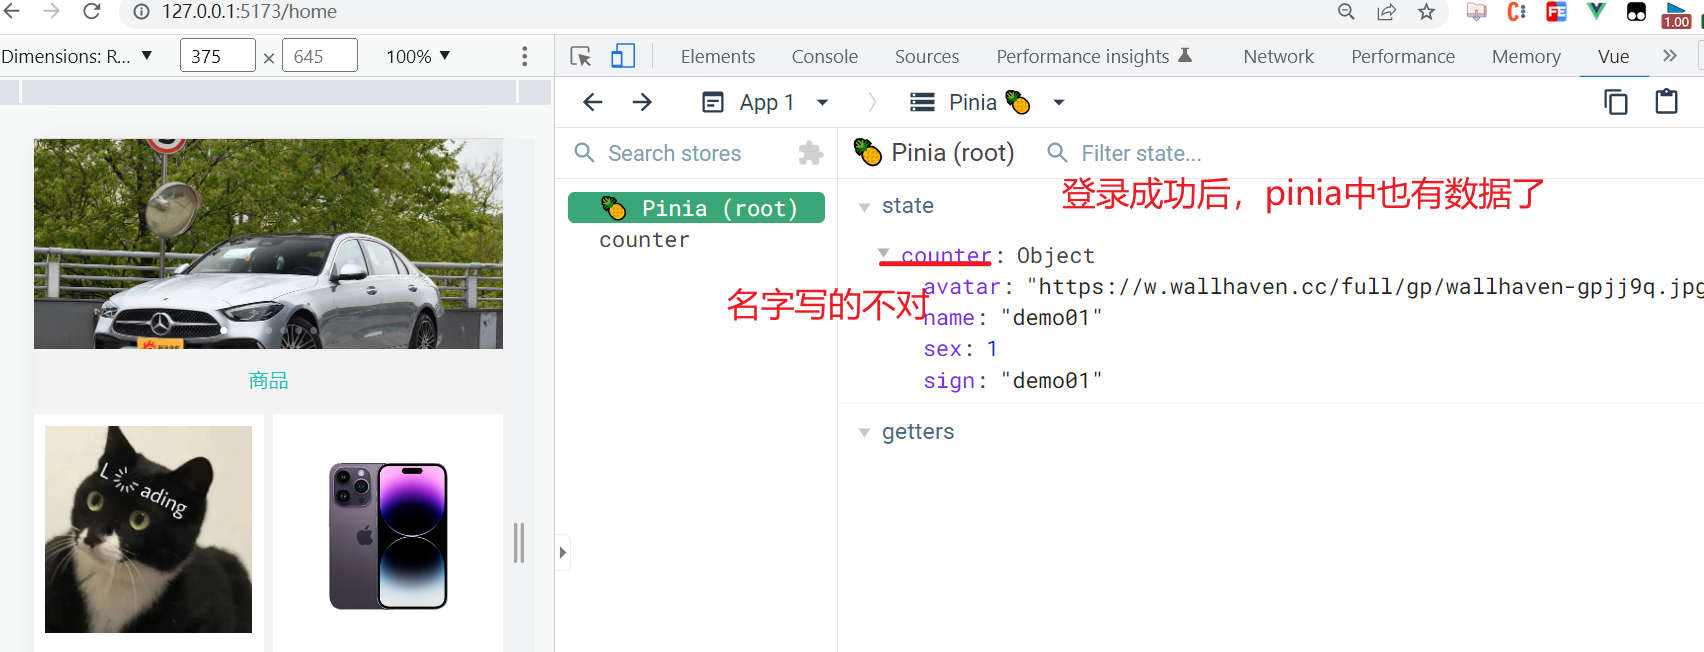 127.0.0.1:5173/home
1.00
Dimensions: R... ▼ 375 × 645 100% ▼
Elements Console Sources Performance insights Network Performance Memory Vue »
App 1 Pinia
Search stores
Pinia (root) Filter state...
Pinia (root)
counter
登录成功后，pinia中也有数据了
state
counter: Object
avatar: "https://w.wallhaven.cc/full/gp/wallhaven-gpjj9q.jpg
名字写的不对
name: "demo01"
sex: 1
sign: "demo01"
getters
商品
L ading